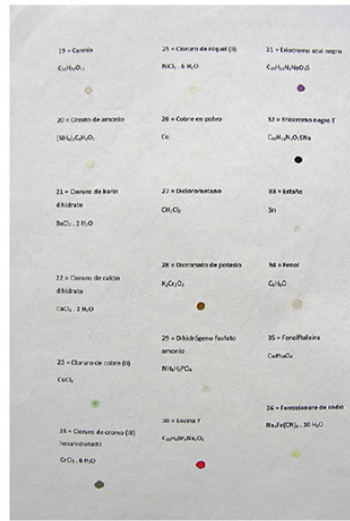 19 = Carmín
C₂₂H₂₀O₁₃
20 = Citrato de amonio
(NH₄)₂C₆H₆O₇
21 = Cloruro de bario
dihidrato
BaCl₂ . 2 H₂O
22 = Cloruro de calcio
dihidrato
CaCl₂ . 2 H₂O
23 = Cloruro de cobre (II)
CuCl₂
24 = Cloruro de cromo (III)
hexahidratado
CrCl₃ . 6 H₂O
25 = Cloruro de níquel (II)
NiCl₂ . 6 H₂O
26 = Cobre en polvo
Cu
27 = Diclorometano
CH₂Cl₂
28 = Dicromato de potasio
K₂Cr₂O₇
29 = Dihidrógeno fosfato
amonio
NH₄H₂PO₄
30 = Eosina Y
31 = Eriocromo azul negro
32 = Eriocromo negro T
33 = Estaño
Sn
34 = Fenol
C₆H₆O
35 = Fenolftaleína
C₂₀H₁₄O₄
36 = Ferrocianuro de sodio
Na₄Fe(CN)₆ . 10 H₂O